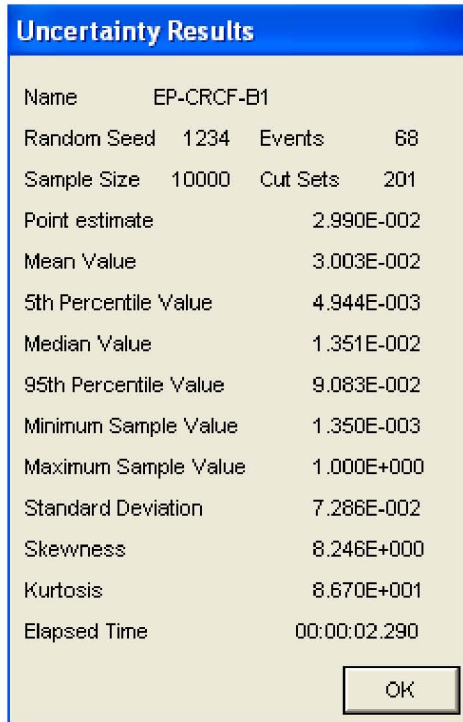 Uncertainty Results
Name EP-CRCF-B1
Random Seed 1234 Events 68
Sample Size 10000 Cut Sets 201
Point estimate 2.990E-002
Mean Value 3.003E-002
5th Percentile Value 4.944E-003
Median Value 1.351E-002
95th Percentile Value 9.083E-002
Minimum Sample Value 1.350E-003
Maximum Sample Value 1.000E+000
Standard Deviation 7.286E-002
Skewness 8.246E+000
Kurtosis 8.670E+001
Elapsed Time 00:00:02.290
OK